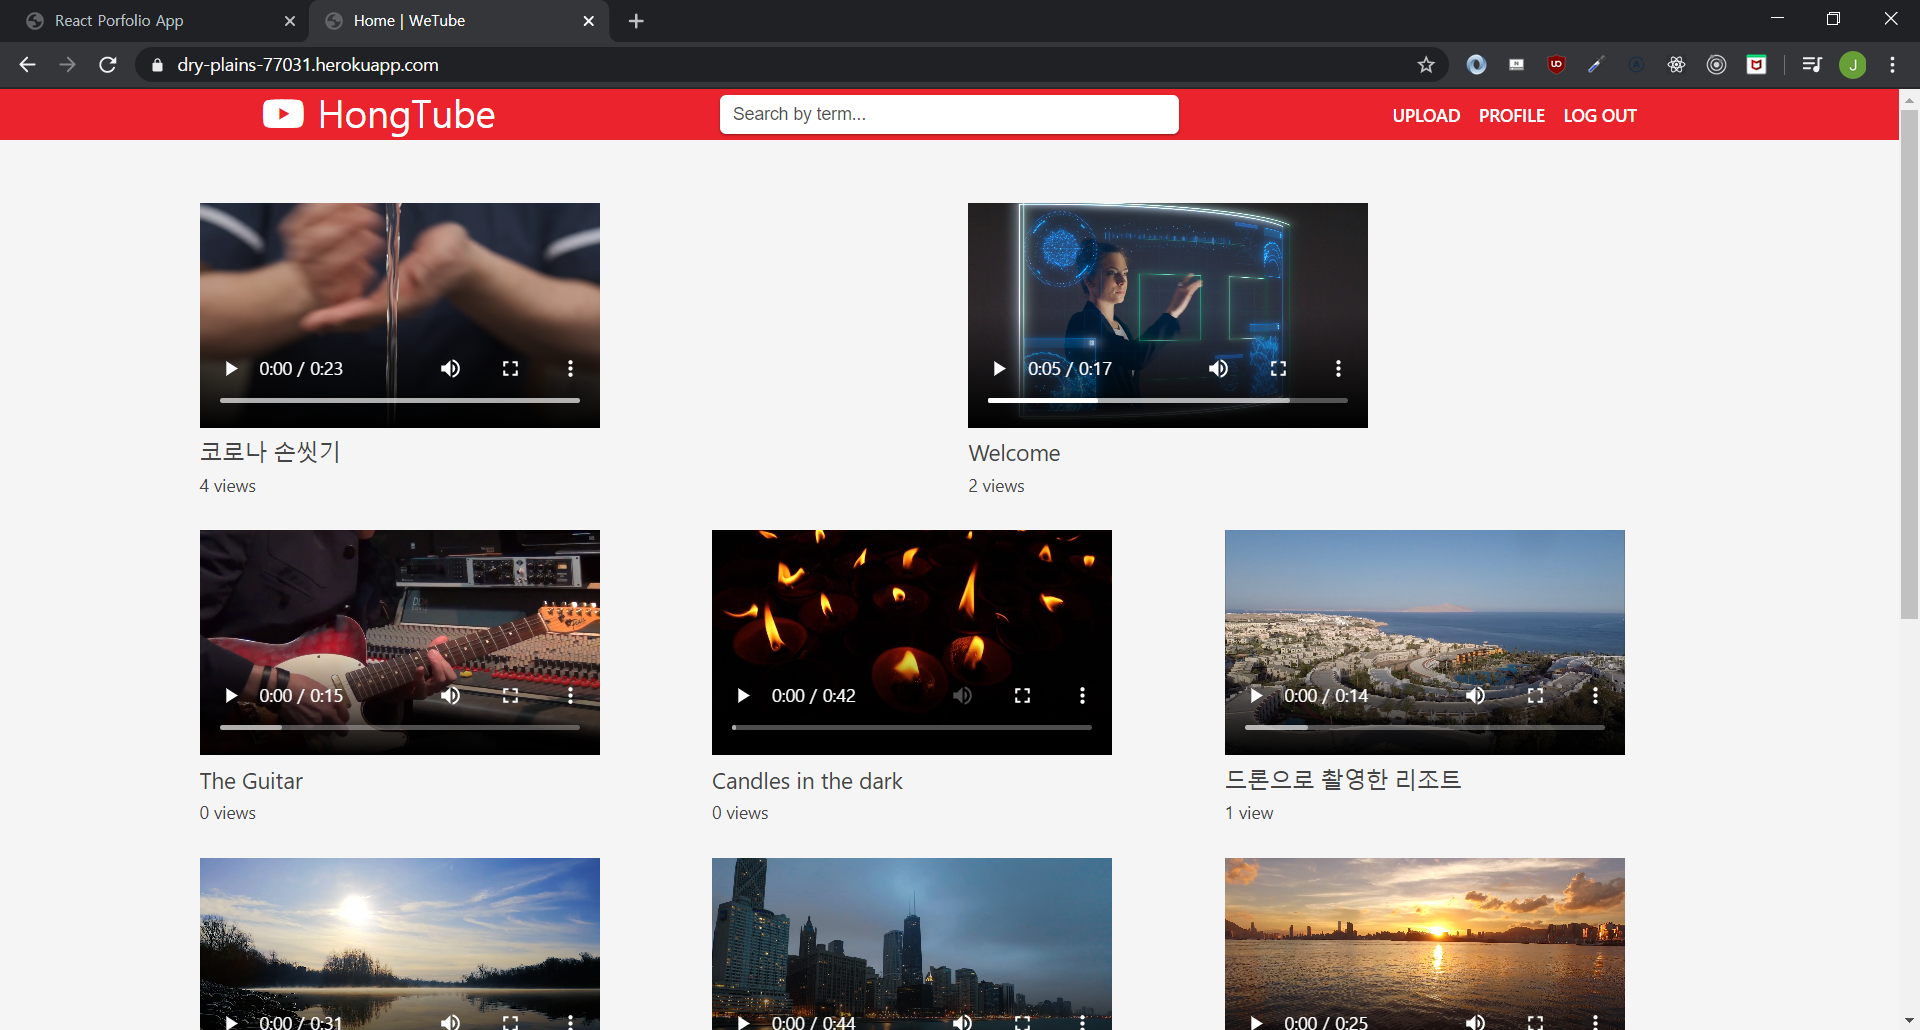 React Porfolio App
Home | WeTube
dry-plains-77031.herokuapp.com
J
HongTube
Search by term...
UPLOAD PROFILE LOG OUT
0:00 / 0:23
0:05 / 0:17
코로나 손씻기
Welcome
4 views
2 views
0:00 / 0:15
0:00 / 0:42
0:00 / 0:14
The Guitar
Candles in the dark
드론으로 촬영한 리조트
0 views
0 views
1 view
0:00 / 0:31
0:00 / 0:44
0:00 / 0:25